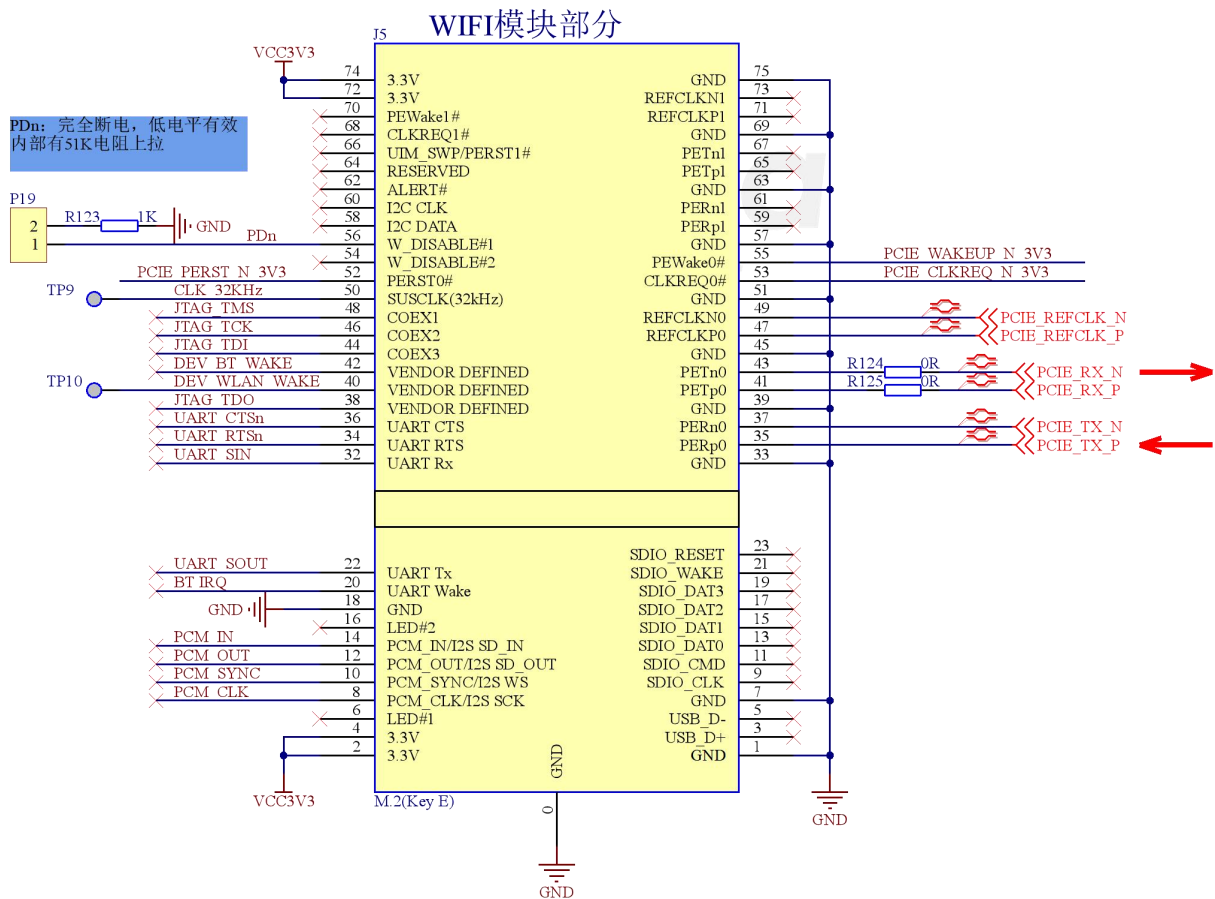 WIFI模块部分
J5
VCC3V3
PDn：完全断电，低电平有效
内部有51K电阻上拉
P19
2
1
R123 1K
GND
PDn
74 3.3V
72 3.3V
70 PEWake1#
68 CLKREQ1#
66 UIM_SWP/PERST1#
64 RESERVED
62 ALERT#
60 I2C CLK
58 I2C DATA
56 W_DISABLE#1
54 W_DISABLE#2
PCIE_PERST_N_3V3 52 PERST0#
TP9 CLK_32KHz 50 SUSCLK(32kHz)
JTAG_TMS 48 COEX1
JTAG_TCK 46 COEX2
JTAG_TDI 44 COEX3
DEV_BT_WAKE 42 VENDOR DEFINED
TP10 DEV_WLAN_WAKE 40 VENDOR DEFINED
JTAG_TDO 38 VENDOR DEFINED
UART_CTSn 36 UART CTS
UART_RTSn 34 UART RTS
UART_SIN 32 UART Rx
UART_SOUT 22 UART Tx
BT IRQ 20 UART Wake
GND 18 GND
16 LED#2
PCM_IN 14 PCM_IN/I2S SD_IN
PCM_OUT 12 PCM_OUT/I2S SD_OUT
PCM_SYNC 10 PCM_SYNC/I2S WS
PCM_CLK 8 PCM_CLK/I2S SCK
6 LED#1
4 3.3V
2 3.3V
VCC3V3
M.2(Key E)
GND
0
GND
GND 75
REFCLKN1 73
REFCLKP1 71
GND 69
PETn1 67
PETp1 65
GND 63
PERn1 61
PERp1 59
GND 57
PEWake0# 55 PCIE_WAKEUP_N_3V3
CLKREQ0# 53 PCIE_CLKREQ_N_3V3
GND 51
REFCLKN0 49 PCIE_REFCLK_N
REFCLKP0 47 PCIE_REFCLK_P
GND 45
PETn0 43 R124 0R PCIE_RX_N
PETp0 41 R125 0R PCIE_RX_P
GND 39
PERn0 37 PCIE_TX_N
PERp0 35 PCIE_TX_P
GND 33
SDIO_RESET 23
SDIO_WAKE 21
SDIO_DAT3 19
SDIO_DAT2 17
SDIO_DAT1 15
SDIO_DAT0 13
SDIO_CMD 11
SDIO_CLK 9
GND 7
USB_D- 5
USB_D+ 3
GND 1
GND